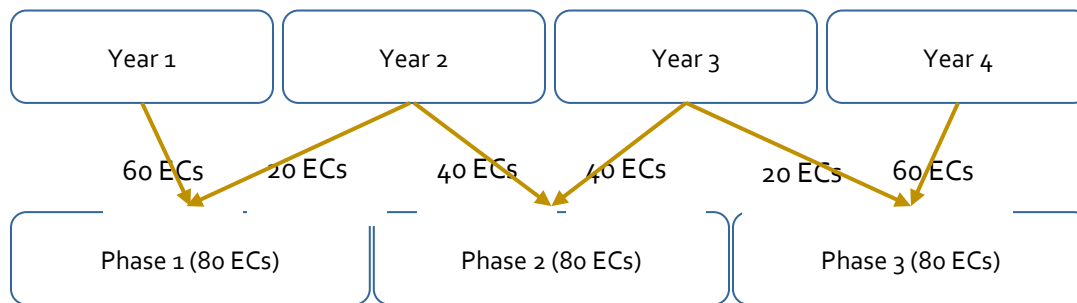 Year 1
Year 2
Year 3
Year 4
60 ECs
20 ECs
40 ECs
40 ECs
20 ECs
60 ECs
Phase 1 (80 ECs)
Phase 2 (80 ECs)
Phase 3 (80 ECs)